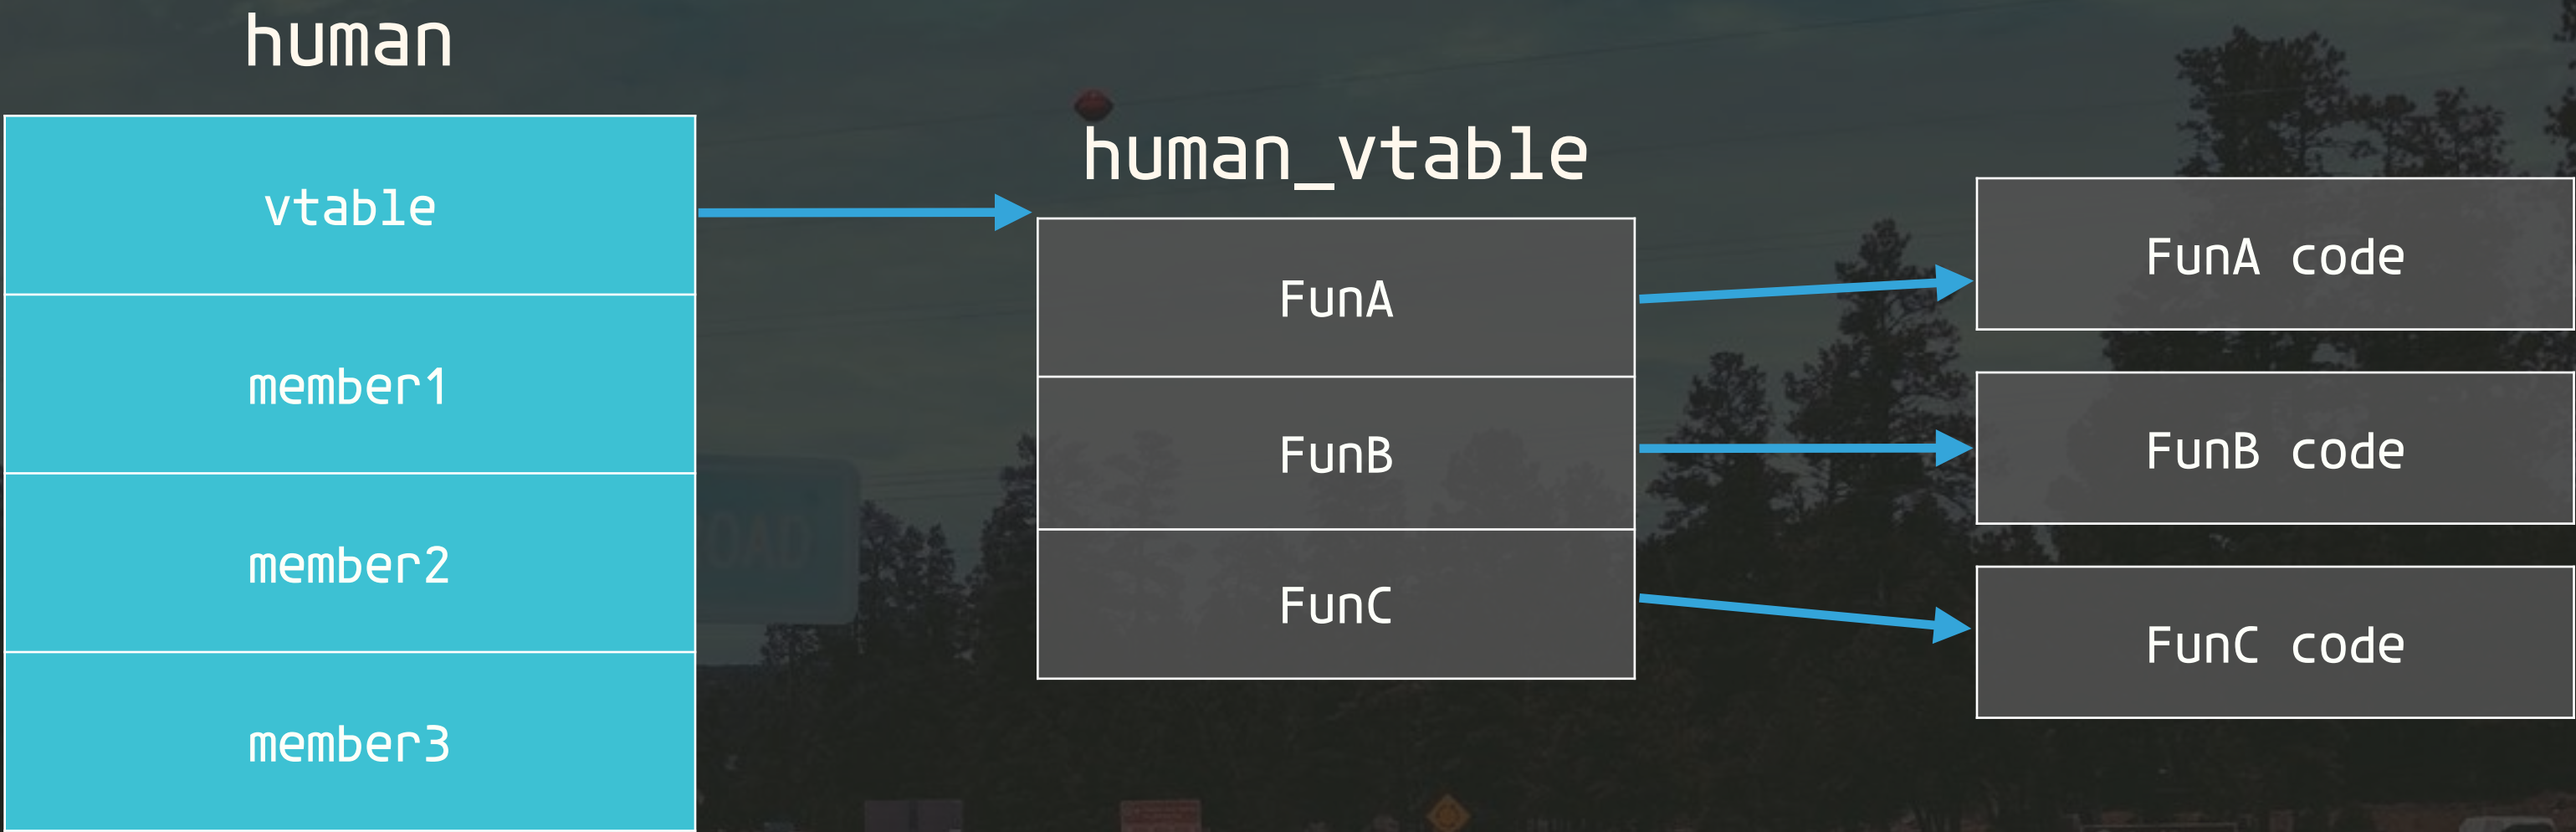 human
vtable
member1
member2
member3
human_vtable
FunA
FunB
FunC
FunA code
FunB code
FunC code